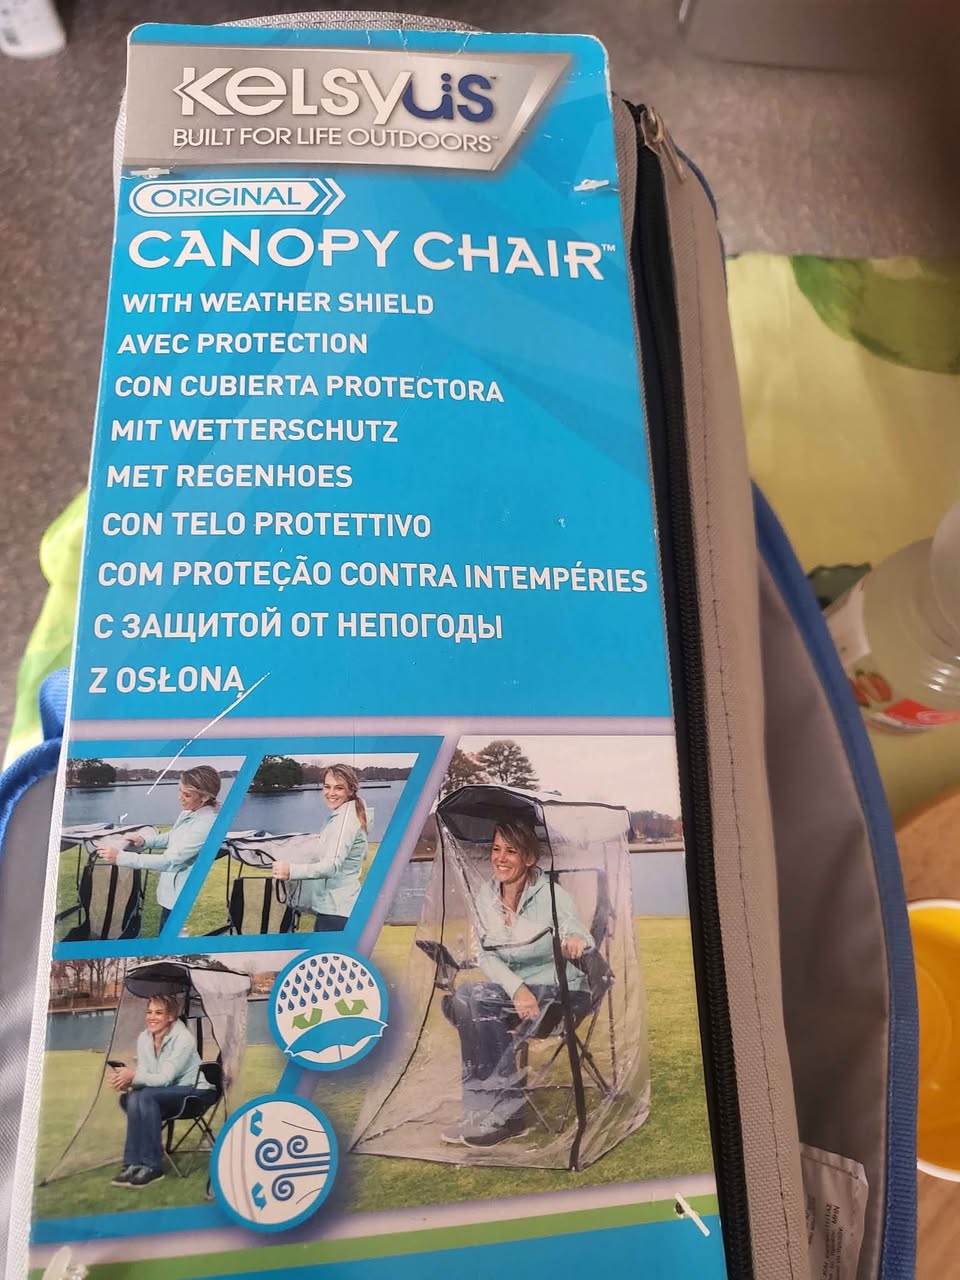 KELSYUS™
BUILT FOR LIFE OUTDOORS™
ORIGINAL
CANOPY CHAIR™
WITH WEATHER SHIELD
AVEC PROTECTION
CON CUBIERTA PROTECTORA
MIT WETTERSCHUTZ
MET REGENHOES
CON TELO PROTETTIVO
COM PROTEÇÃO CONTRA INTEMPÉRIES
С ЗАЩИТОЙ ОТ НЕПОГОДЫ
Z OSŁONĄ